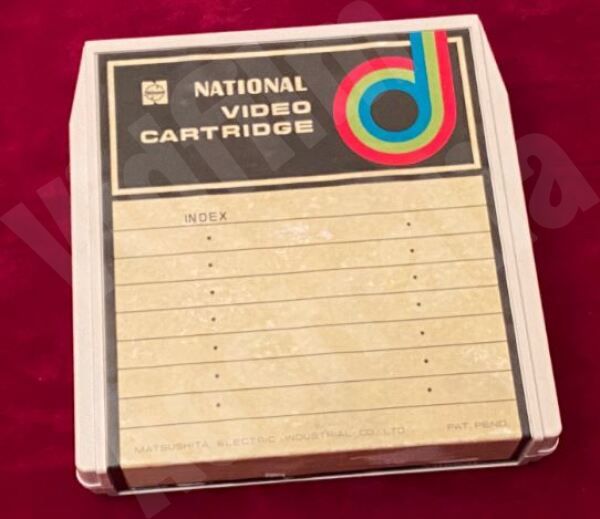 NATIONAL
VIDEO
CARTRIDGE
INDEX
MATSUSHITA ELECTRIC INDUSTRIAL CO., LTD. PAT. PEND.